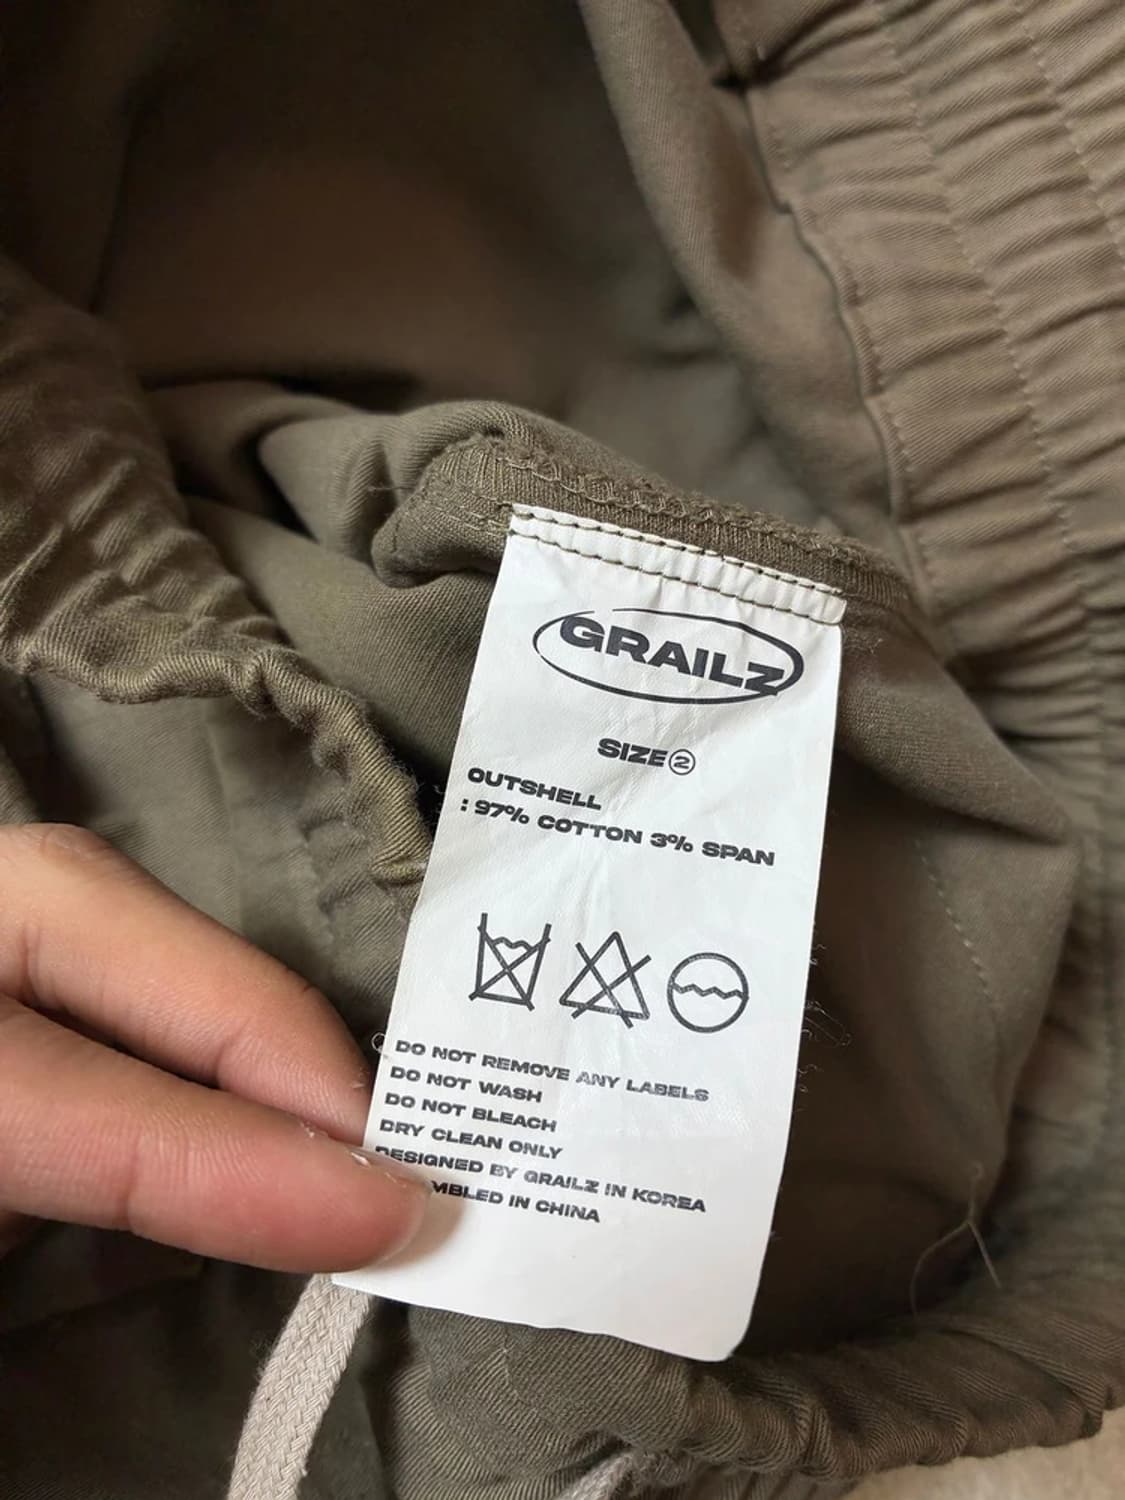 GRAILZ
SIZE②
OUTSHELL
: 97% COTTON 3% SPAN
DO NOT REMOVE ANY LABELS
DO NOT WASH
DO NOT BLEACH
DRY CLEAN ONLY
DESIGNED BY GRAILZ IN KOREA
MBLED IN CHINA